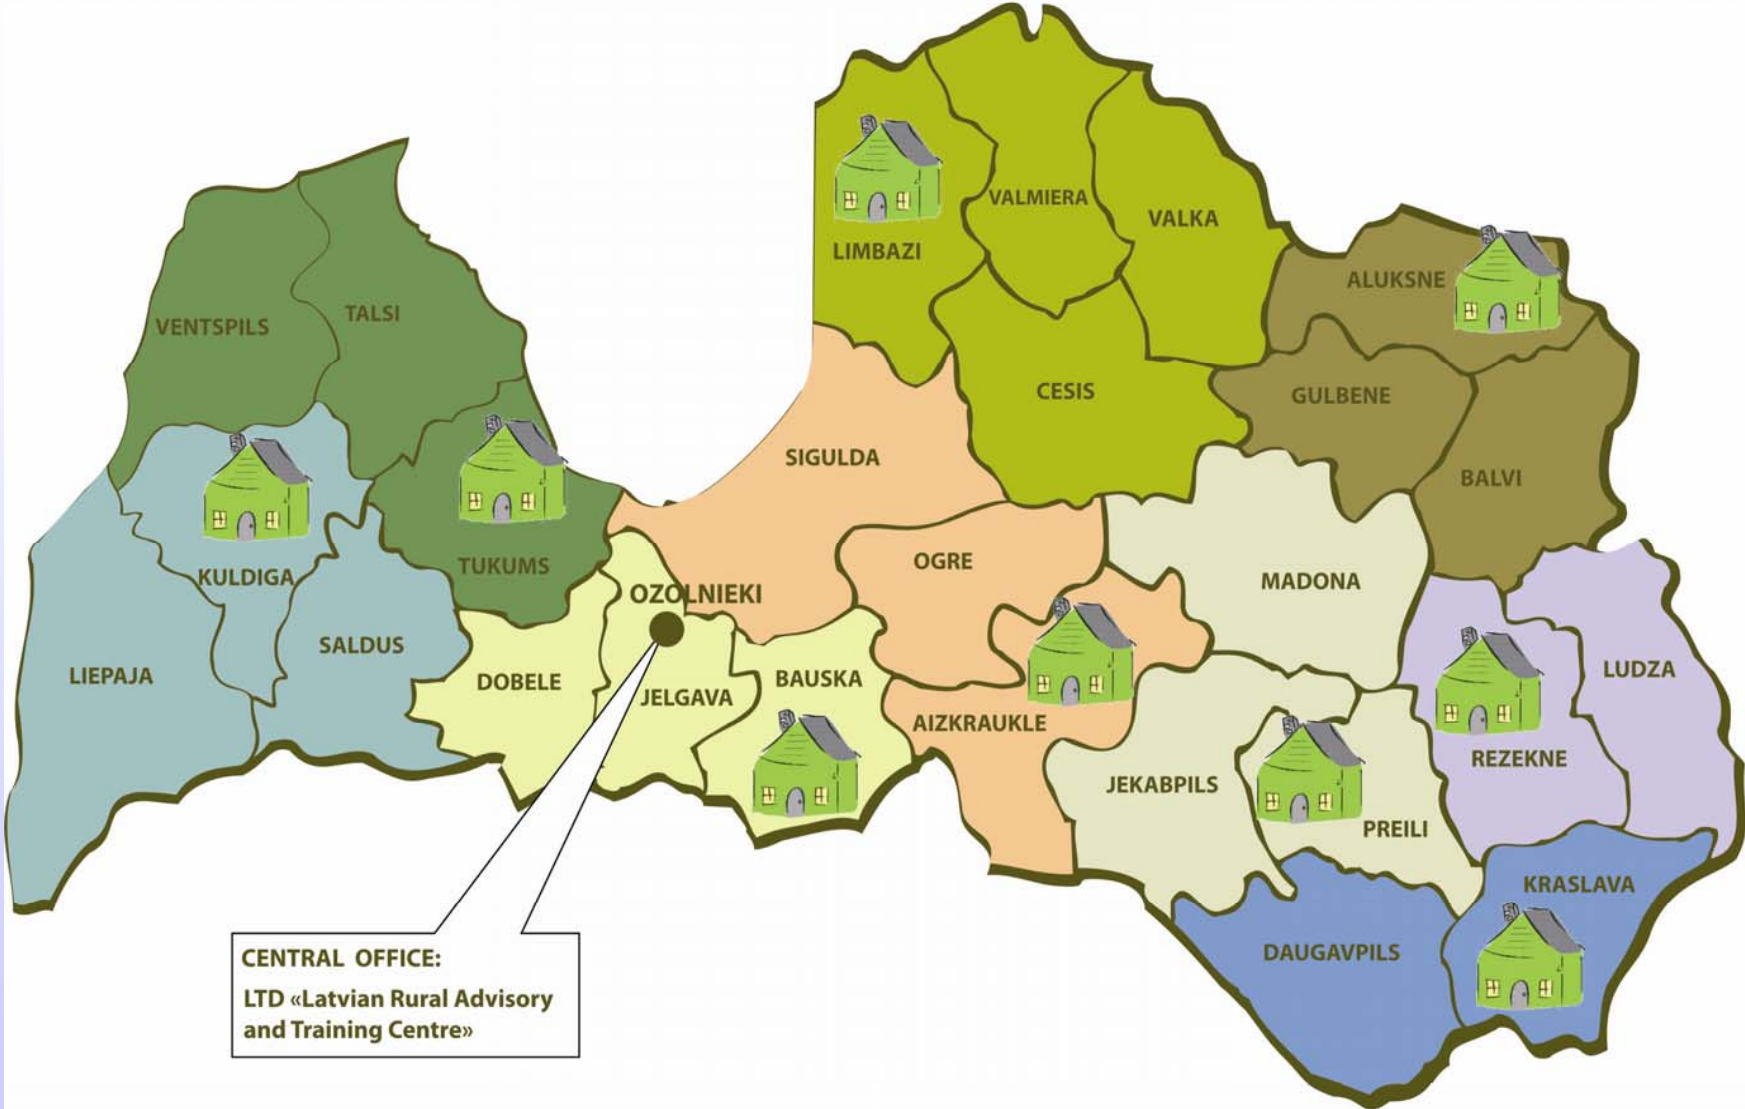 VALMIERA
VALKA
LIMBAZI
ALUKSNE
TALSI
VENTSPILS
CESIS
GULBENE
SIGULDA
BALVI
OGRE
TUKUMS
KULDIGA
MADONA
OZOLNIEKI
SALDUS
LIEPAJA
DOBELE
BAUSKA
LUDZA
JELGAVA
AIZKRAUKLE
REZEKNE
JEKABPILS
PREILI
KRASLAVA
DAUGAVPILS
CENTRAL OFFICE:
LTD «Latvian Rural Advisory
and Training Centre»